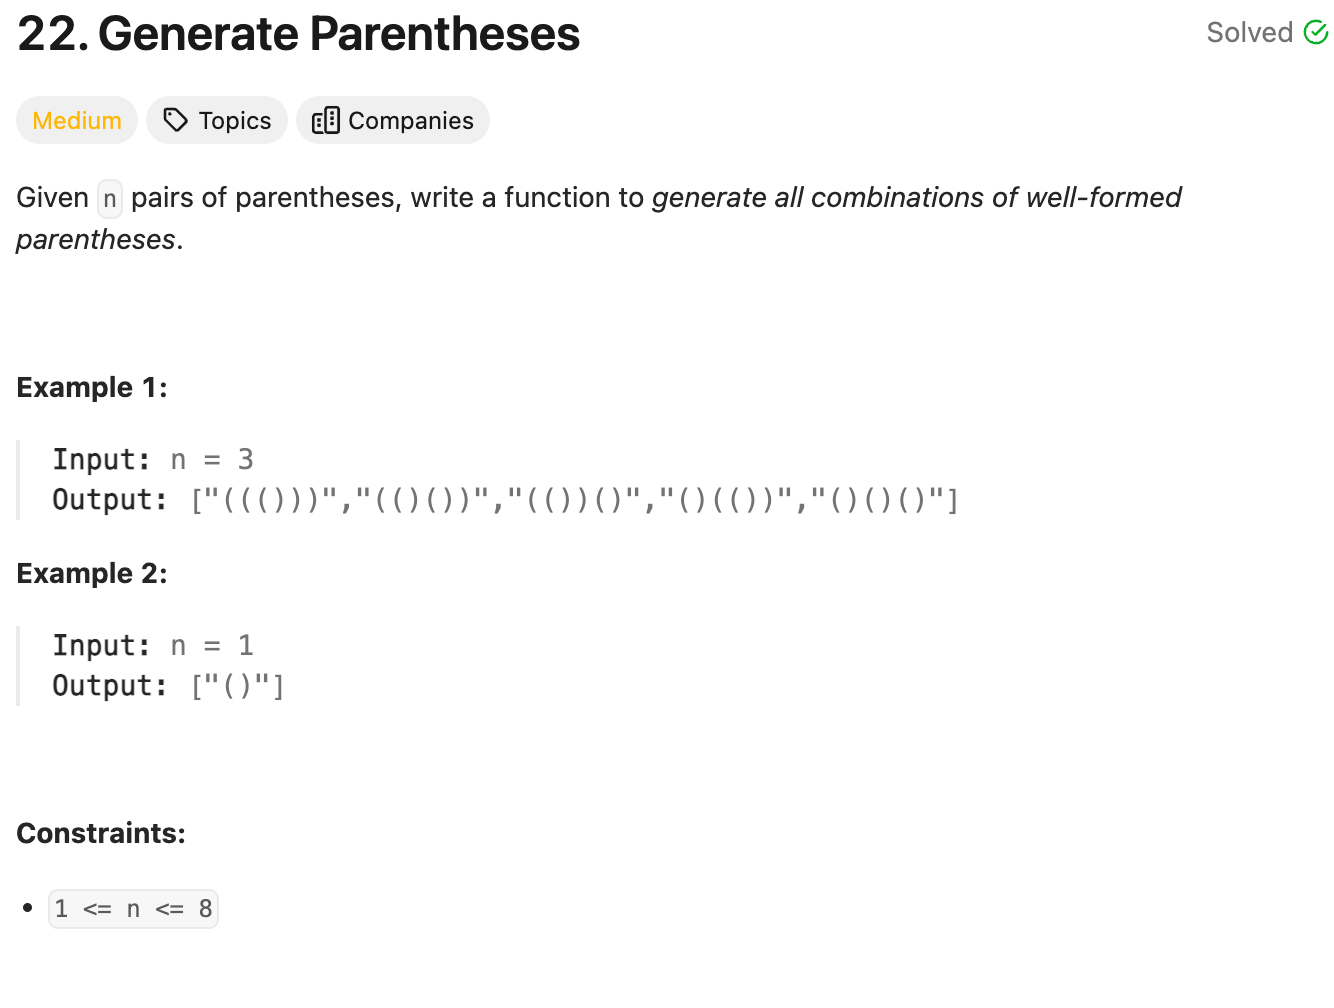 22. Generate Parentheses
Solved
Medium
Topics
Companies
Given n pairs of parentheses, write a function to generate all combinations of well-formed
parentheses.
Example 1:
Input: n = 3
Output: ["((()))","(()())","(())()","()(())","()()()"]
Example 2:
Input: n = 1
Output: ["()"]
Constraints:
• 1 <= n <= 8